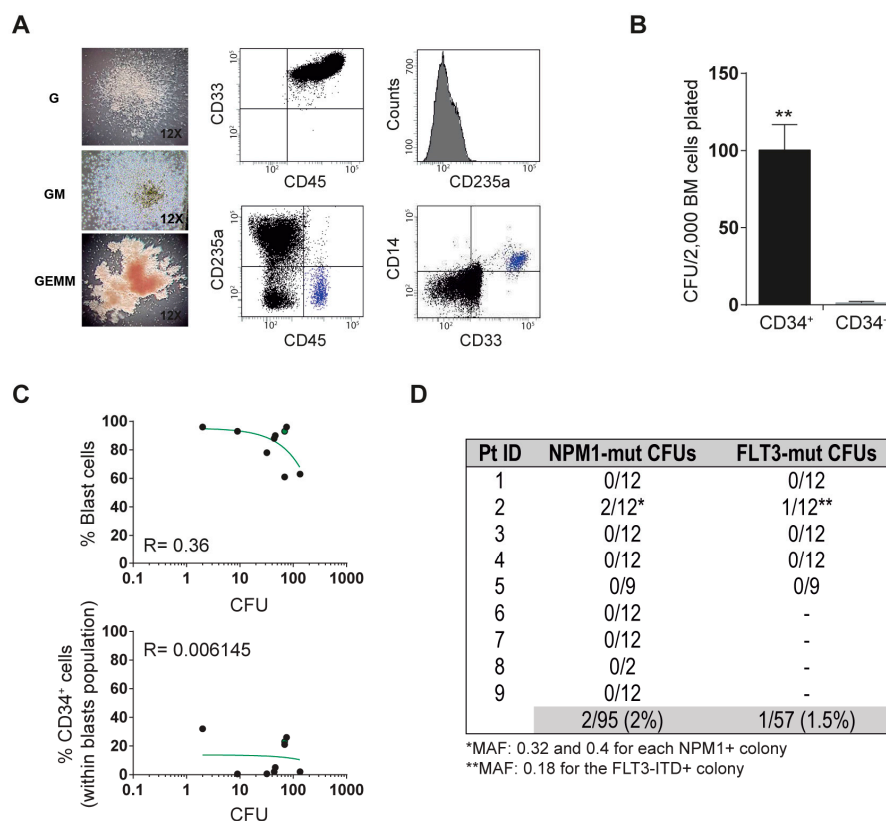 A
G
12X
GM
12X
GEMM
12X
CD33
10⁵
10²
10²
10⁵
CD45
Counts
700
100
10²
10⁵
CD235a
CD235a
10⁵
10²
10²
10⁵
CD45
CD14
10⁵
10²
10²
10⁵
CD33
B
CFU/2,000 BM cells plated
150
100
50
0
**
CD34⁺
CD34⁻
C
% Blast cells
100
80
60
40
20
0
R= 0.36
0.1 1 10 100 1000
CFU
% CD34⁺ cells
(within blasts population)
100
80
60
40
20
0
R= 0.006145
0.1 1 10 100 1000
CFU
D
Pt ID NPM1-mut CFUs FLT3-mut CFUs
1 0/12 0/12
2 2/12* 1/12**
3 0/12 0/12
4 0/12 0/12
5 0/9 0/9
6 0/12 -
7 0/12 -
8 0/2 -
9 0/12 -
2/95 (2%) 1/57 (1.5%)
*MAF: 0.32 and 0.4 for each NPM1+ colony
**MAF: 0.18 for the FLT3-ITD+ colony